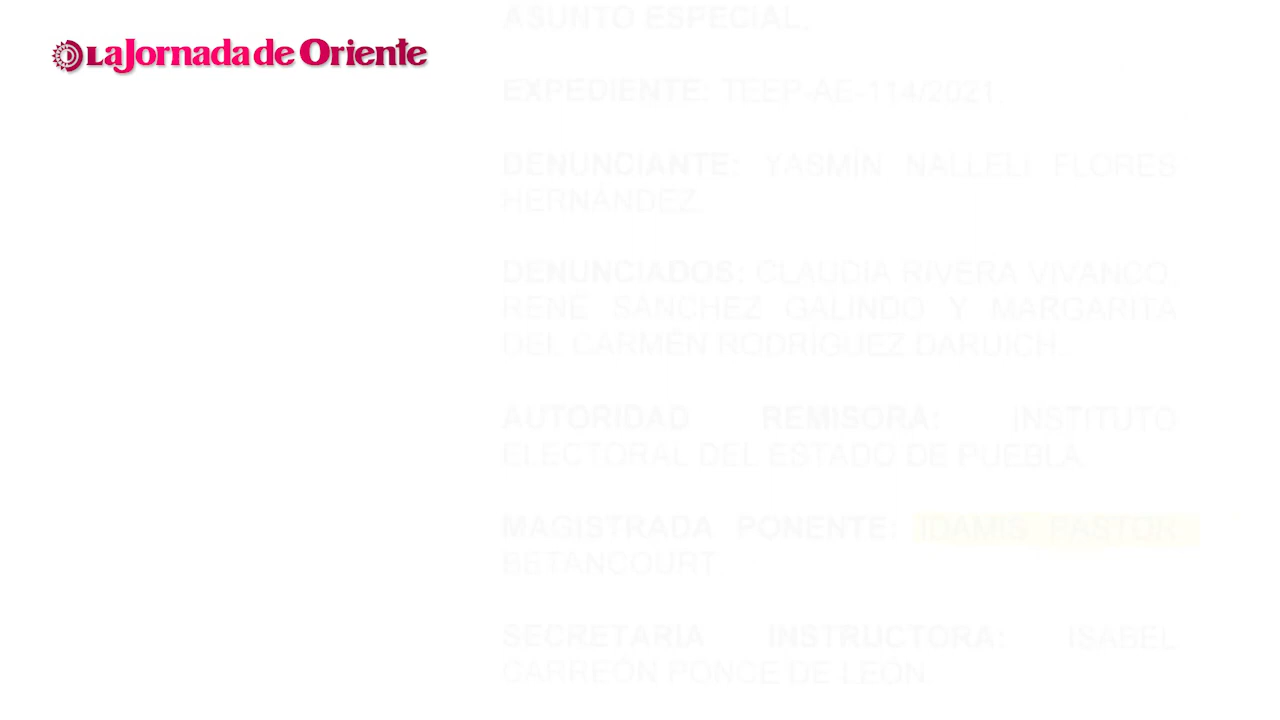 LaJornada de Oriente
ASUNTO ESPECIAL.
EXPEDIENTE: TEEP-AE-114/2021.
DENUNCIANTE: YASMÍN NALLELI FLORES
HERNÁNDEZ.
DENUNCIADOS: CLAUDIA RIVERA VIVANCO,
RENÉ SÁNCHEZ GALINDO Y MARGARITA
DEL CARMEN RODRÍGUEZ DARUICH.
AUTORIDAD REMISORA: INSTITUTO
ELECTORAL DEL ESTADO DE PUEBLA.
MAGISTRADA PONENTE: IDAMIS PASTOR
BETANCOURT
SECRETARIA INSTRUCTORA: ISABEL
CARREÓN PONCE DE LEÓN